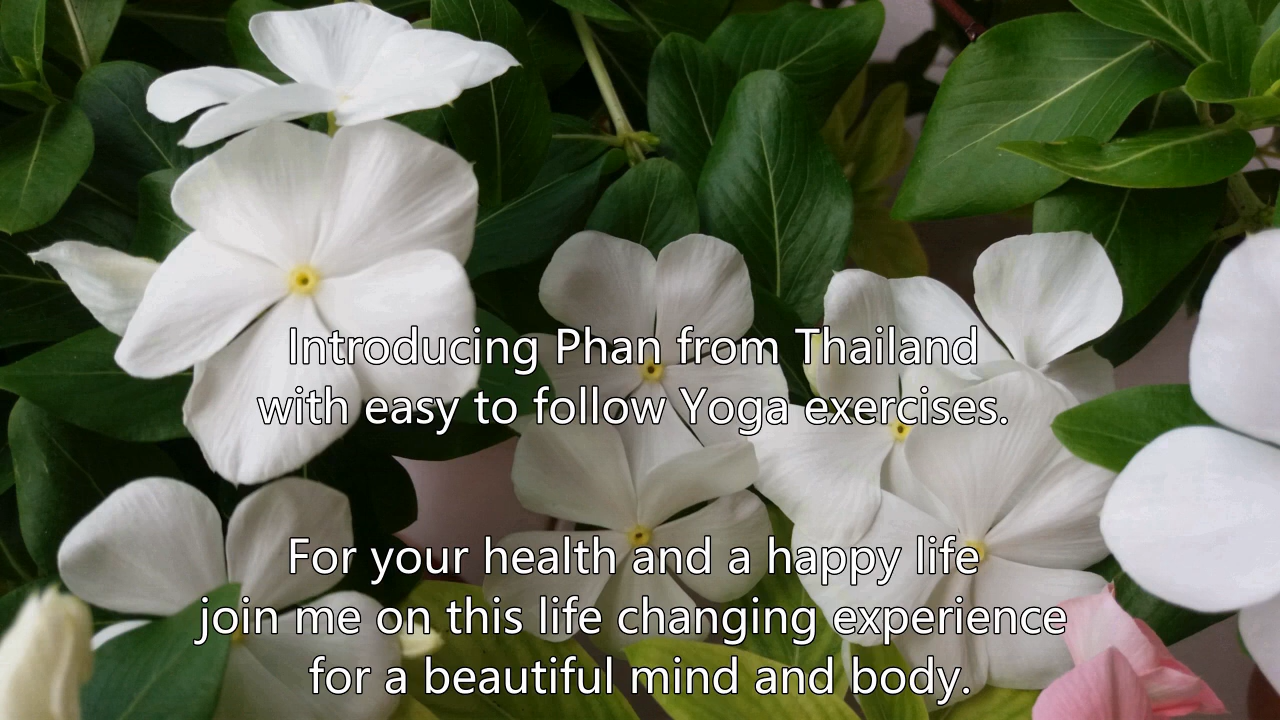 Introducing Phan from Thailand
with easy to follow Yoga exercises.
For your health and a happy life
join me on this life changing experience
for a beautiful mind and body.